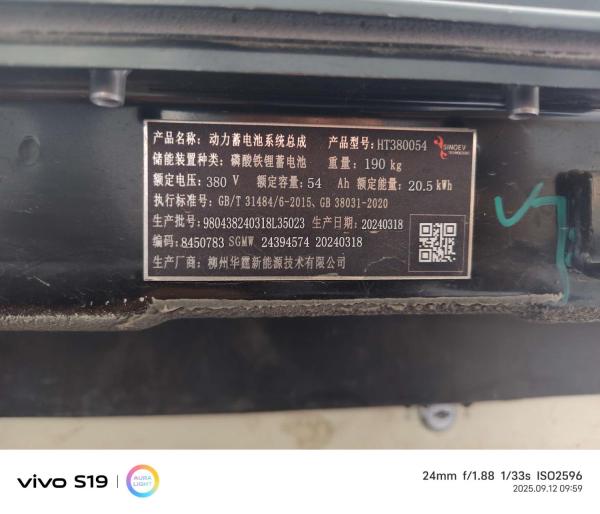 产品名称：动力蓄电池系统总成 产品型号：HT380054
SINOEV
TECHNOLOGIES
储能装置种类：磷酸铁锂蓄电池 重量：190 kg
额定电压：380 V 额定容量：54 Ah 额定能量：20.5 kWh
执行标准号：GB/T 31484/6-2015、GB 38031-2020
生产批号：980438240318L35023 生产日期：20240318
编码：8450783 SGMW 24394574 20240318
生产厂商：柳州华霆新能源技术有限公司
vivo S19
AURA
LIGHT
24mm f/1.88 1/33s ISO2596
2025.09.12 09:59